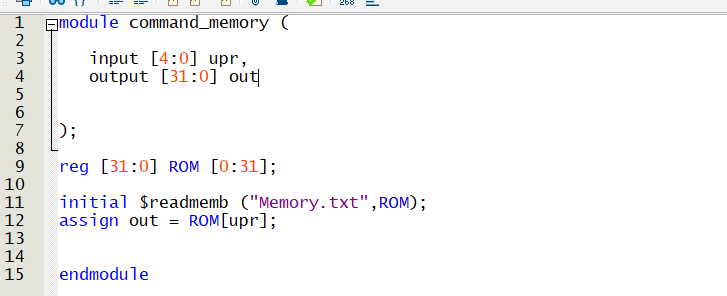 268
1 module command_memory (
2
3 input [4:0] upr,
4 output [31:0] out
5
6
7 );
8
9 reg [31:0] ROM [0:31];
10
11 initial $readmemb ("Memory.txt",ROM);
12 assign out = ROM[upr];
13
14
15 endmodule